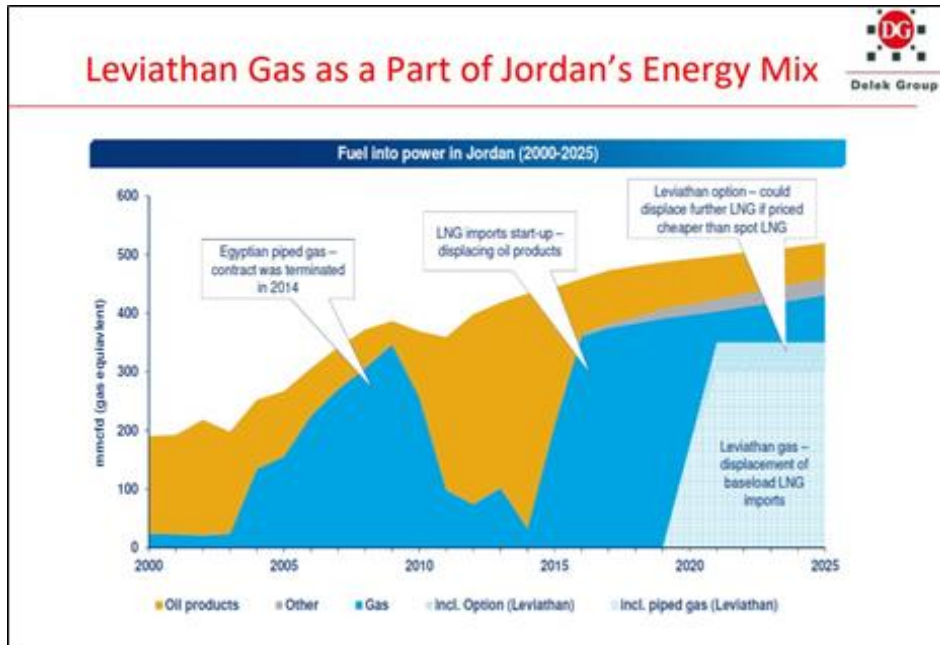 Leviathan Gas as a Part of Jordan's Energy Mix
DG
Delek Group
Fuel into power in Jordan (2000-2025)
mmcfd (gas equiavlent)
600
500
400
300
200
100
0
Egyptian piped gas –
contract was terminated
in 2014
LNG imports start-up –
displacing oil products
Leviathan option – could
displace further LNG if priced
cheaper than spot LNG
Leviathan gas –
displacement of
baseload LNG
imports
2000
2005
2010
2015
2020
2025
Oil products
Other
Gas
Incl. Option (Leviathan)
Incl. piped gas (Leviathan)